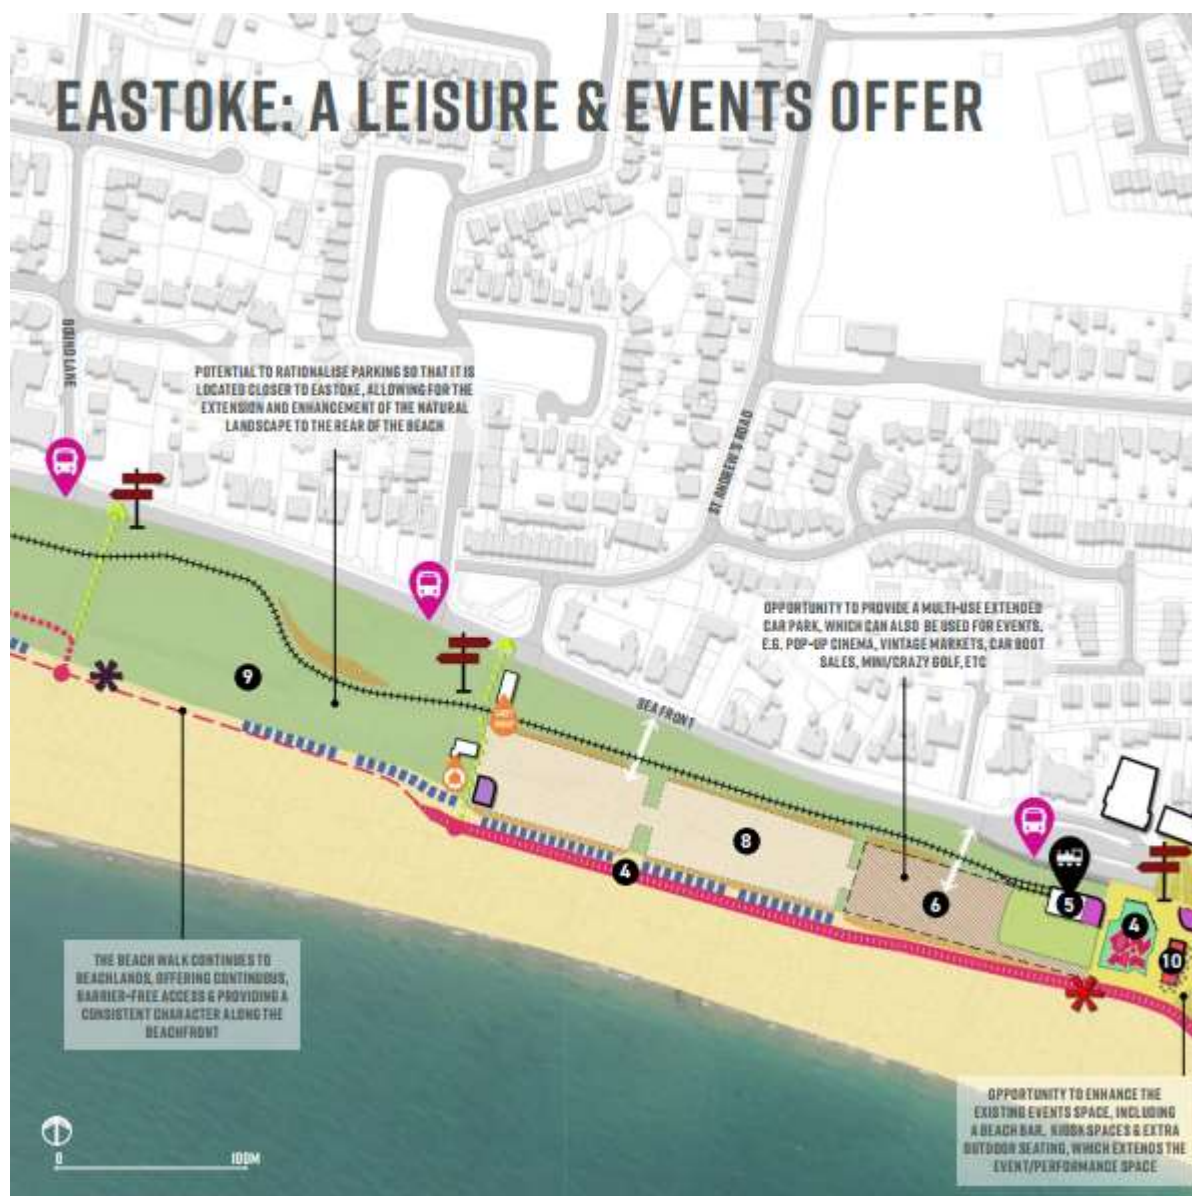 EASTOKE: A LEISURE & EVENTS OFFER
BOUND LANE
POTENTIAL TO RATIONALISE PARKING SO THAT IT IS
LOCATED CLOSER TO EASTOKE, ALLOWING FOR THE
EXTENSION AND ENHANCEMENT OF THE NATURAL
LANDSCAPE TO THE REAR OF THE BEACH
ST ANDREW'S ROAD
OPPORTUNITY TO PROVIDE A MULTI-USE EXTENDED
CAR PARK, WHICH CAN ALSO BE USED FOR EVENTS,
E.G. POP-UP CINEMA, VINTAGE MARKETS, CAR BOOT
SALES, MINI/CRAZY GOLF, ETC
SEA FRONT
9
8
4
6
5
4
10
THE BEACH WALK CONTINUES TO
BEACHLANDS, OFFERING CONTINUOUS,
BARRIER-FREE ACCESS & PROVIDING A
CONSISTENT CHARACTER ALONG THE
BEACHFRONT
OPPORTUNITY TO ENHANCE THE
EXISTING EVENTS SPACE, INCLUDING
A BEACH BAR, KIOSK SPACES & EXTRA
OUTDOOR SEATING, WHICH EXTENDS THE
EVENT/PERFORMANCE SPACE
0 100M